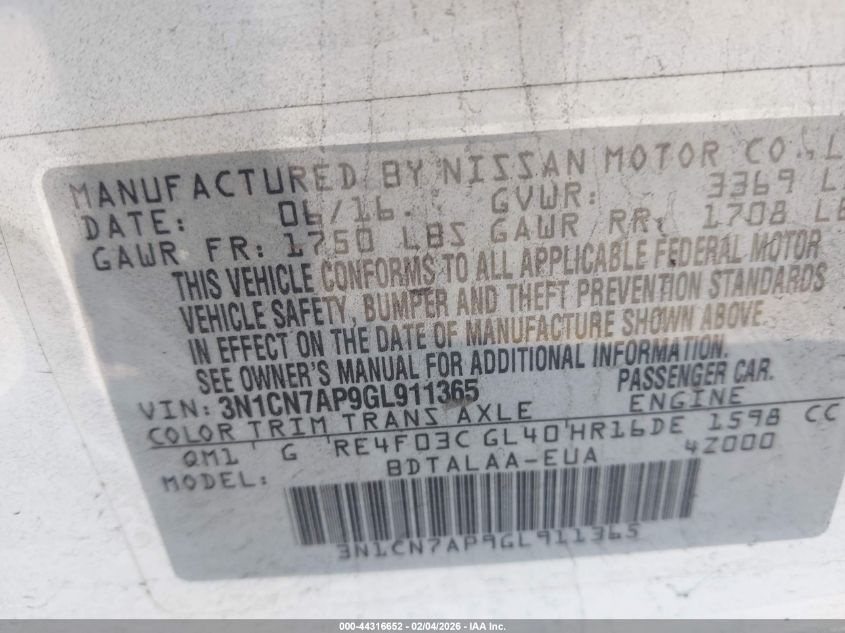 MANUFACTURED BY NISSAN MOTOR CO.,L
DATE: 06/16. GVWR: 3369 L
GAWR FR: 1750 LBS GAWR RR: 1708 LB
THIS VEHICLE CONFORMS TO ALL APPLICABLE FEDERAL MOTOR
VEHICLE SAFETY, BUMPER AND THEFT PREVENTION STANDARDS
IN EFFECT ON THE DATE OF MANUFACTURE SHOWN ABOVE.
SEE OWNER'S MANUAL FOR ADDITIONAL INFORMATION.
VIN: 3N1CN7AP9GL911365 PASSENGER CAR.
COLOR TRIM TRANS AXLE ENGINE
QM1 G RE4F03C GL40 HR16DE 1598 CC
MODEL: BDTALAA-EUA 4Z000
3N1CN7AP9GL911365
000-44316652 - 02/04/2026 - IAA Inc.